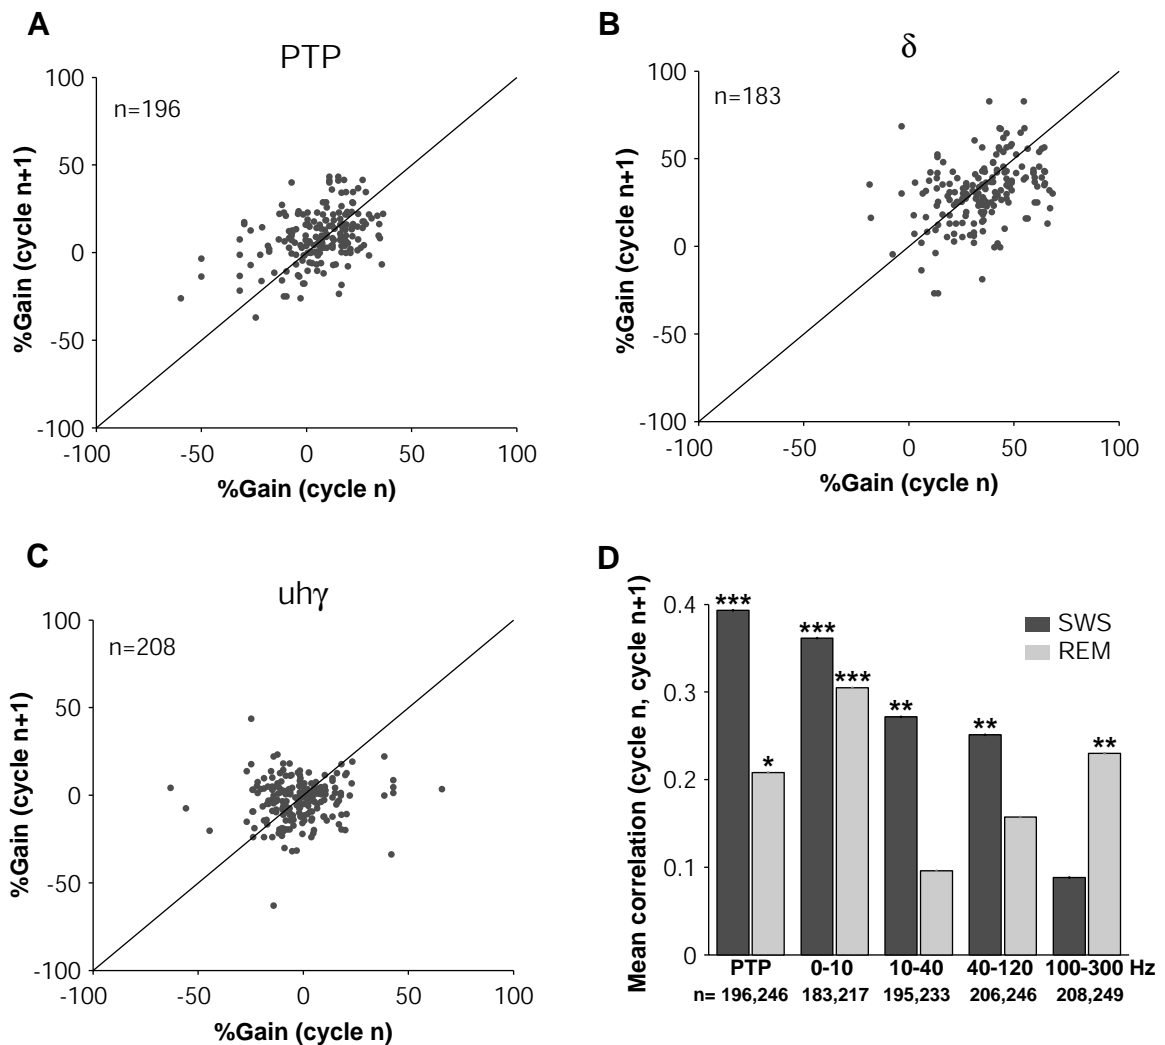 A
PTP
n=196
100
50
0
-50
-100
-100 -50 0 50 100
%Gain (cycle n+1)
%Gain (cycle n)
B
δ
n=183
100
50
0
-50
-100
-100 -50 0 50 100
%Gain (cycle n+1)
%Gain (cycle n)
C
uhγ
n=208
100
50
0
-50
-100
-100 -50 0 50 100
%Gain (cycle n+1)
%Gain (cycle n)
D
Mean correlation (cycle n, cycle n+1)
0.4
0.3
0.2
0.1
0
SWS
REM
***
*
***
***
**
**
**
PTP 0-10 10-40 40-120 100-300 Hz
n= 196,246 183,217 195,233 206,246 208,249